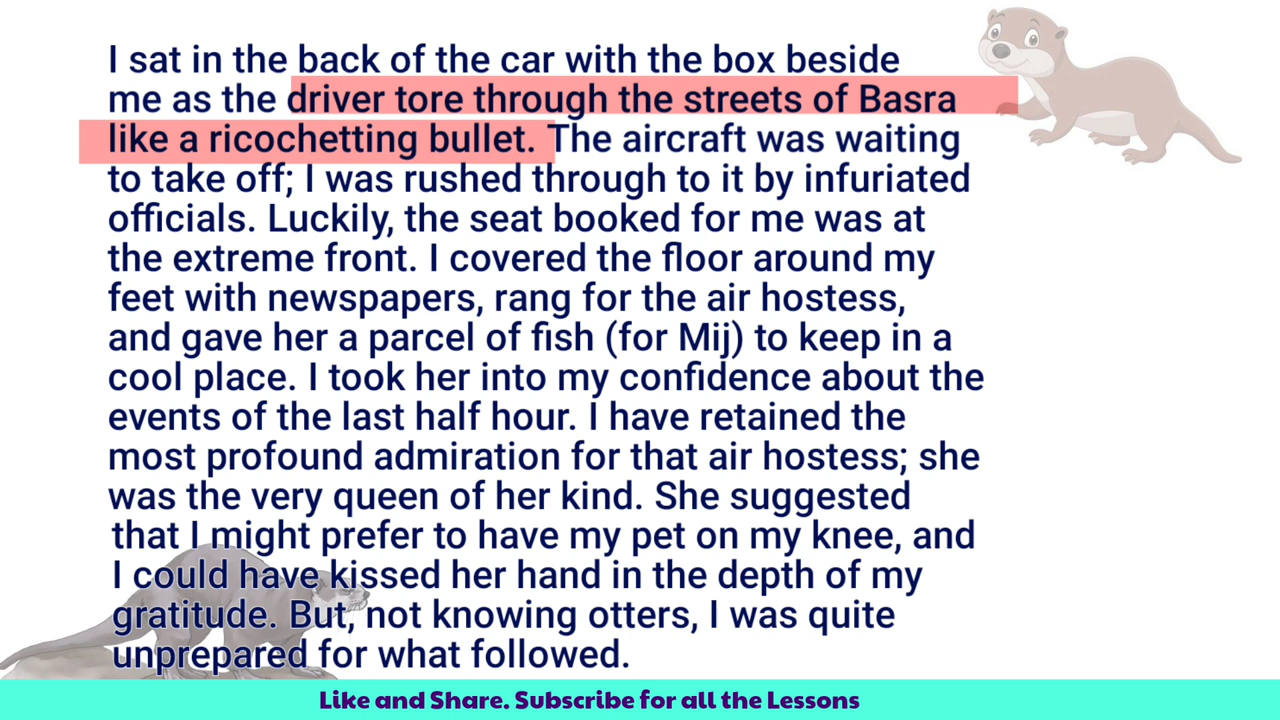 I sat in the back of the car with the box beside
me as the driver tore through the streets of Basra
like a ricochetting bullet. The aircraft was waiting
to take off; I was rushed through to it by infuriated
officials. Luckily, the seat booked for me was at
the extreme front. I covered the floor around my
feet with newspapers, rang for the air hostess,
and gave her a parcel of fish (for Mij) to keep in a
cool place. I took her into my confidence about the
events of the last half hour. I have retained the
most profound admiration for that air hostess; she
was the very queen of her kind. She suggested
that I might prefer to have my pet on my knee, and
I could have kissed her hand in the depth of my
gratitude. But, not knowing otters, I was quite
unprepared for what followed.
Like and Share. Subscribe for all the Lessons